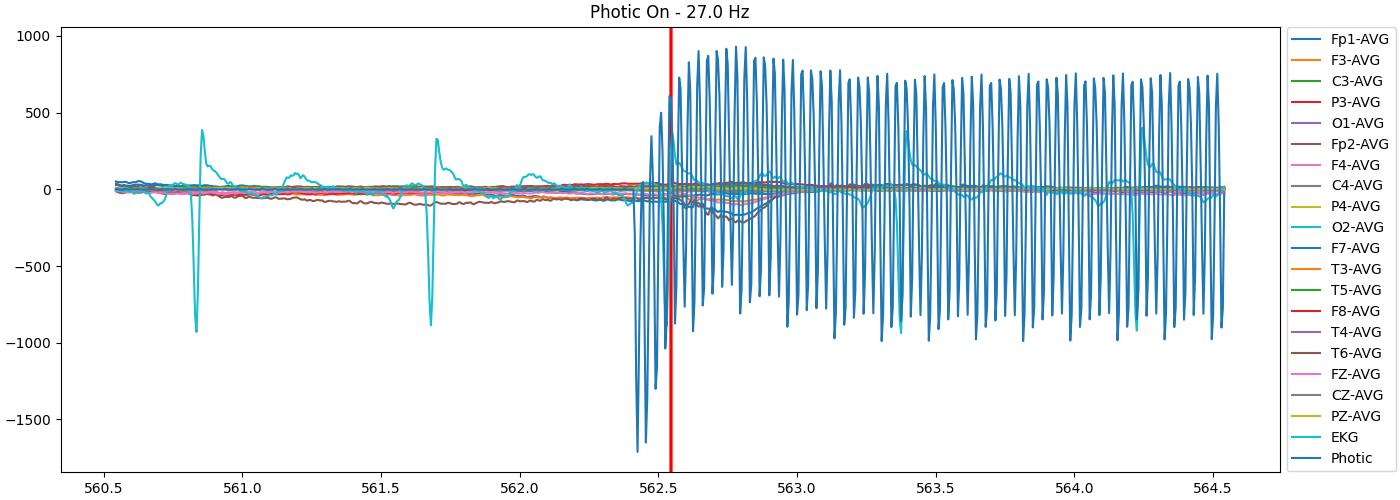 Photic On - 27.0 Hz
1000
500
0
−500
−1000
−1500
560.5 561.0 561.5 562.0 562.5 563.0 563.5 564.0 564.5
Fp1-AVG
F3-AVG
C3-AVG
P3-AVG
O1-AVG
Fp2-AVG
F4-AVG
C4-AVG
P4-AVG
O2-AVG
F7-AVG
T3-AVG
T5-AVG
F8-AVG
T4-AVG
T6-AVG
FZ-AVG
CZ-AVG
PZ-AVG
EKG
Photic